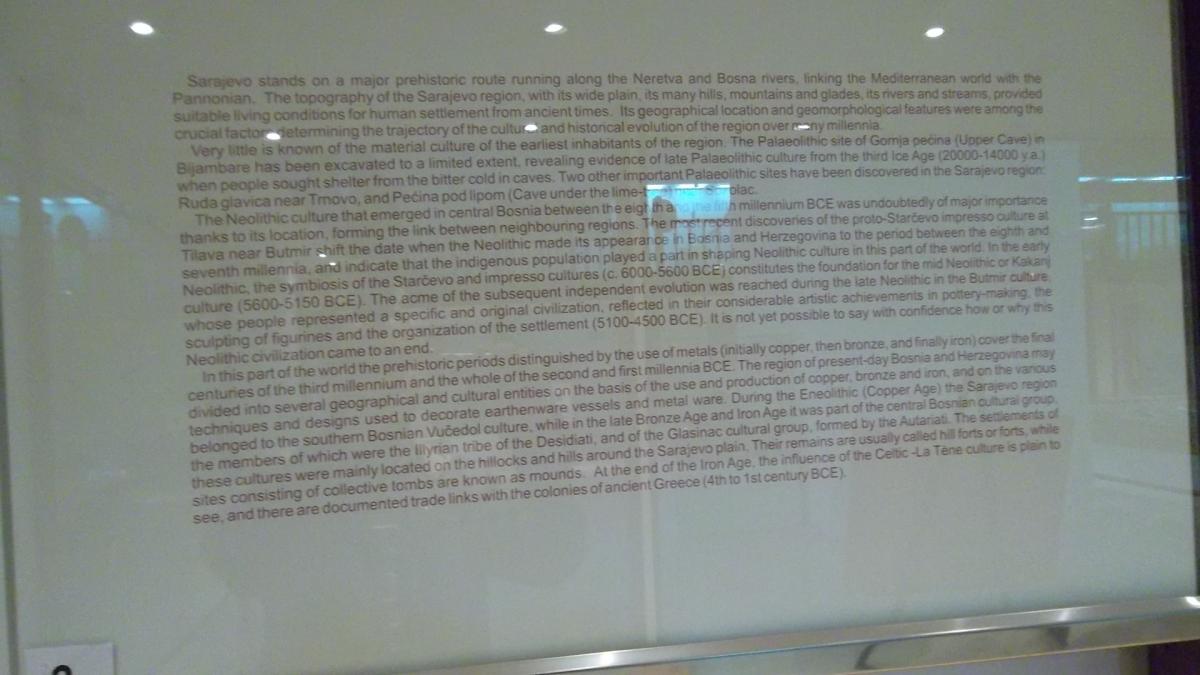 Sarajevo stands on a major prehistoric route running along the Neretva and Bosna rivers, linking the Mediterranean world with the
Pannonian. The topography of the Sarajevo region, with its wide plain, its many hills, mountains and glades, its rivers and streams, provided
suitable living conditions for human settlement from ancient times. Its geographical location and geomorphological features were among the
crucial factors determining the trajectory of the cultural and historical evolution of the region over many millennia.
Very little is known of the material culture of the earliest inhabitants of the region. The Palaeolithic site of Gornja pećina (Upper Cave) in
Bijambare has been excavated to a limited extent, revealing evidence of late Palaeolithic culture from the third Ice Age (20000-14000 y.a.)
when people sought shelter from the bitter cold in caves. Two other important Palaeolithic sites have been discovered in the Sarajevo region:
Ruda glavica near Trnovo, and Pećina pod lipom (Cave under the lime-
The Neolithic culture that emerged in central Bosnia between the eighth and the fifth millennium BCE was undoubtedly of major importance
thanks to its location, forming the link between neighbouring regions. The most recent discoveries of the proto-Starčevo impresso culture at
Tilava near Butmir shift the date when the Neolithic made its appearance in Bosnia and Herzegovina to the period between the eighth and
seventh millennia, and indicate that the indigenous population played a part in shaping Neolithic culture in this part of the world. In the early
Neolithic, the symbiosis of the Starčevo and impresso cultures (c. 6000-5600 BCE) constitutes the foundation for the mid Neolithic or Kakanj
culture (5600-5150 BCE). The acme of the subsequent independent evolution was reached during the late Neolithic in the Butmir culture,
whose people represented a specific and original civilization, reflected in their considerable artistic achievements in pottery-making, the
sculpting of figurines and the organization of the settlement (5100-4500 BCE). It is not yet possible to say with confidence how or why this
Neolithic civilization came to an end.
In this part of the world the prehistoric periods distinguished by the use of metals (initially copper, then bronze, and finally iron) cover the final
centuries of the third millennium and the whole of the second and first millennia BCE. The region of present-day Bosnia and Herzegovina may
divided into several geographical and cultural entities on the basis of the use and production of copper, bronze and iron, and on the various
techniques and designs used to decorate earthenware vessels and metal ware. During the Eneolithic (Copper Age) the Sarajevo region
belonged to the southern Bosnian Vučedol culture, while in the late Bronze Age and Iron Age it was part of the central Bosnian cultural group,
the members of which were the Illyrian tribe of the Desidiati, and of the Glasinac cultural group, formed by the Autariati. The settlements of
these cultures were mainly located on the hillocks and hills around the Sarajevo plain. Their remains are usually called hill forts or forts, while
sites consisting of collective tombs are known as mounds. At the end of the Iron Age, the influence of the Celtic -La Tène culture is plain to
see, and there are documented trade links with the colonies of ancient Greece (4th to 1st century BCE).